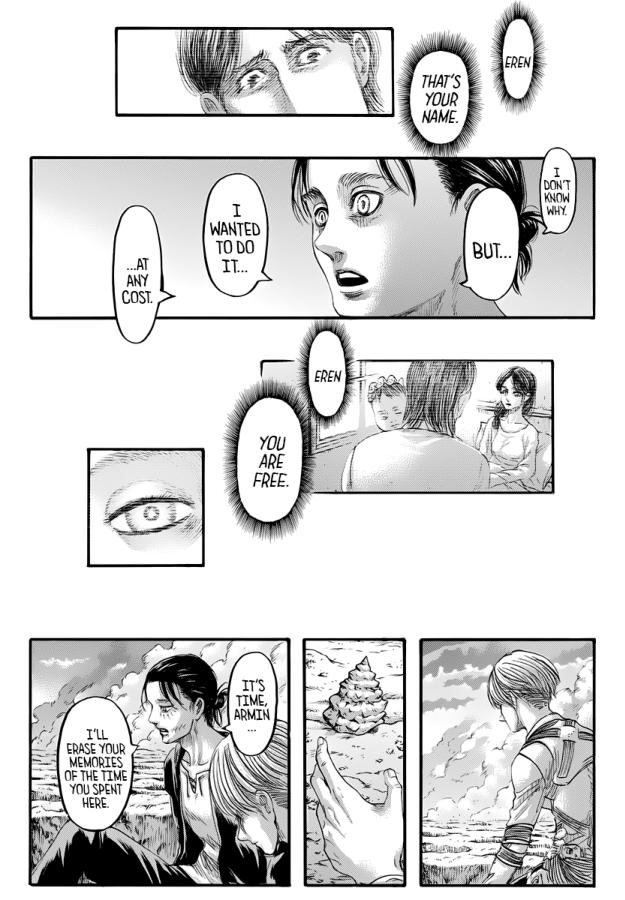 EREN
THAT'S
YOUR
NAME.
I
DON'T
KNOW
WHY.
BUT...
I
WANTED
TO DO
IT...
...AT
ANY
COST.
EREN
YOU
ARE
FREE.
IT'S
TIME,
ARMIN
...
I'LL
ERASE YOUR
MEMORIES
OF THE TIME
YOU SPENT
HERE.